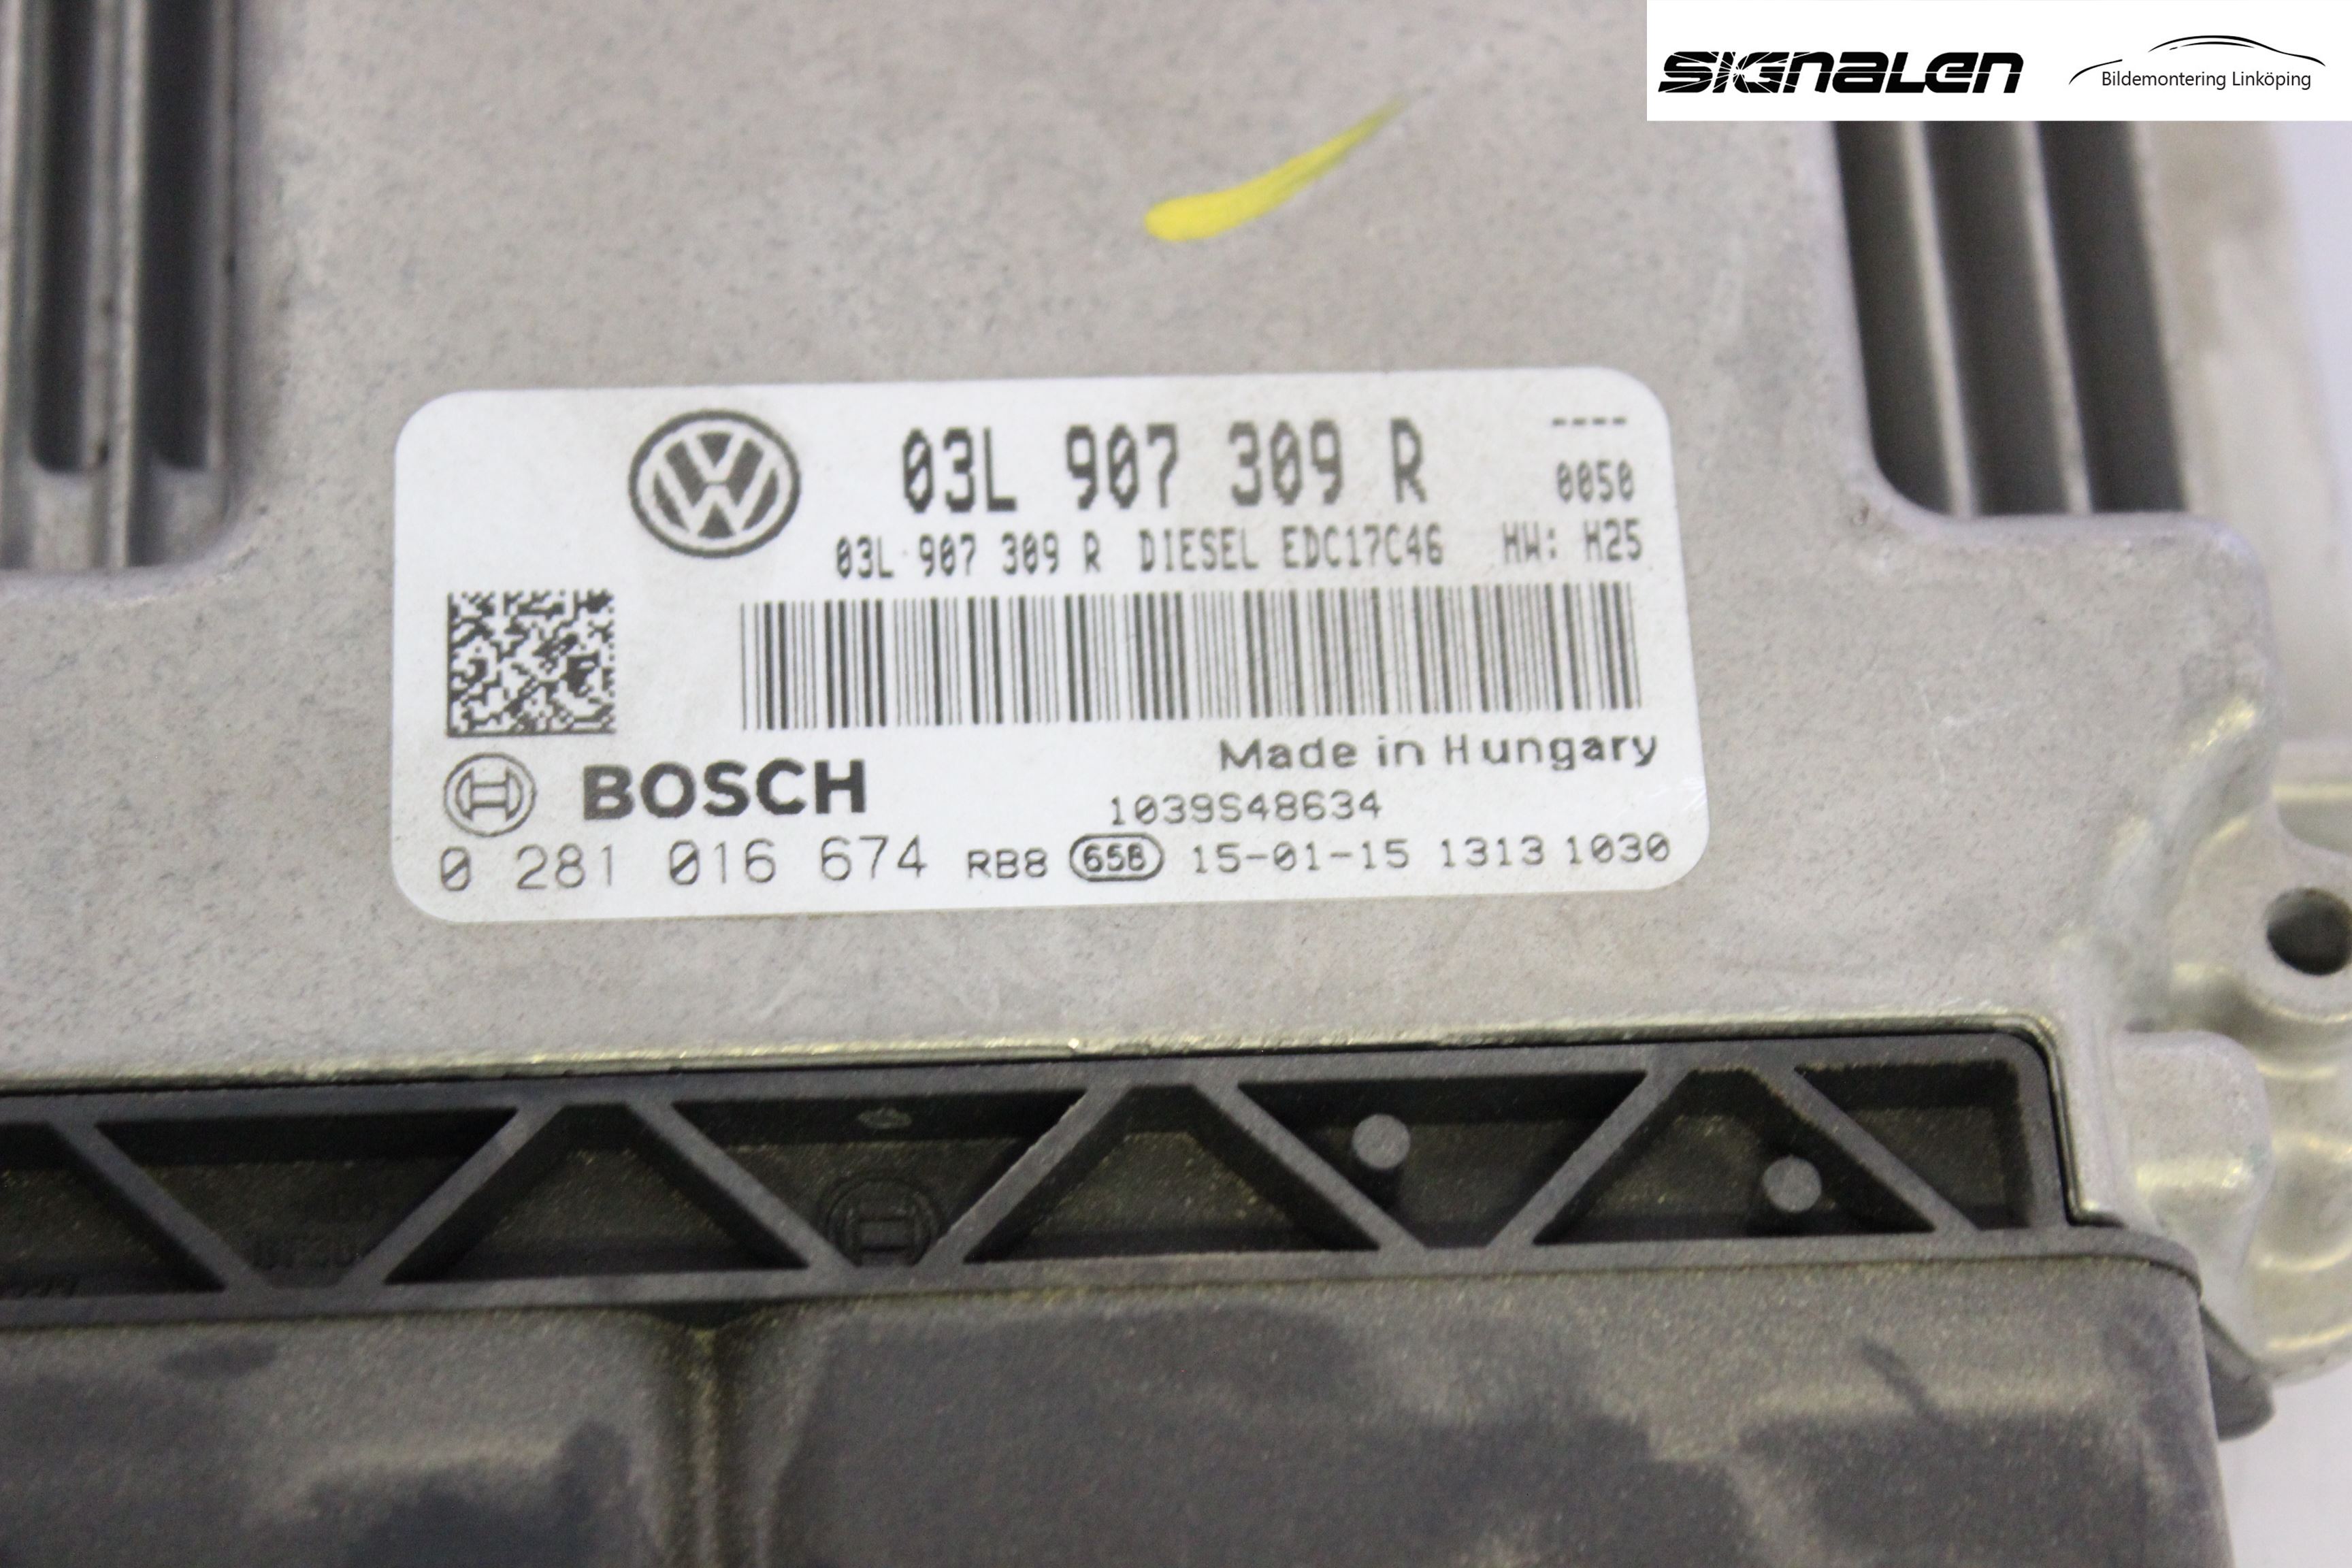 SIGNALEN Bildemontering Linköping
03L 907 309 R ----
0050
03L 907 309 R DIESEL EDC17C46 HW: H25
Made in Hungary
BOSCH
1039S48634
0 281 016 674 RB8 65B 15-01-15 1313 1030